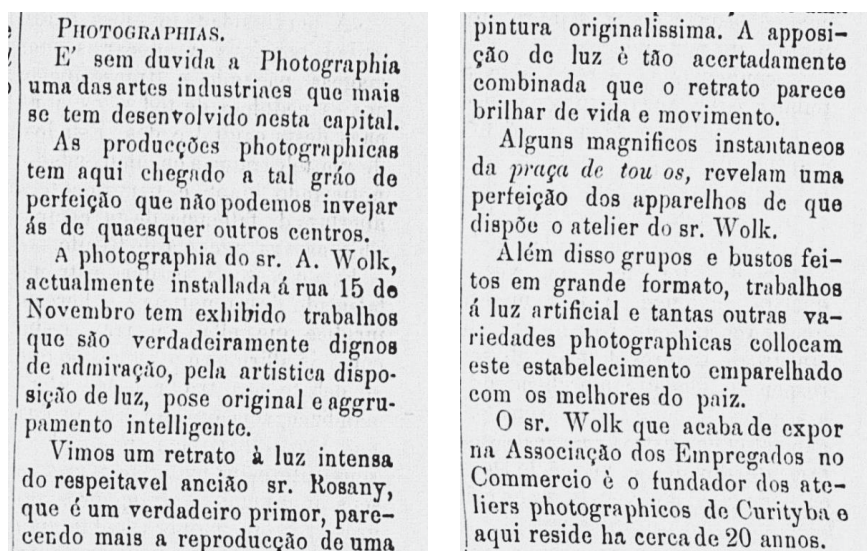 PHOTOGRAPHIAS.
E' sem duvida a Photographia
uma das artes industriaes que mais
se tem desenvolvido nesta capital.
As producções photographicas
tem aqui chegado a tal gráo de
perfeição que não podemos invejar
ás de quaesquer outros centros.
A photographia do sr. A. Wolk,
actualmente installada á rua 15 de
Novembro tem exhibido trabalhos
que são verdadeiramente dignos
de admiração, pela artistica dispo-
sição de luz, pose original e aggru-
pamento intelligente.
Vimos um retrato à luz intensa
do respeitavel ancião sr. Rosany,
que é um verdadeiro primor, pare-
cendo mais a reproducção de uma
pintura originalissima. A apposi-
ção de luz è tão acertadamente
combinada que o retrato parece
brilhar de vida e movimento.
Alguns magnificos instantaneos
da praça de tou os, revelam uma
perfeição dos apparelhos de que
dispõe o atelier do sr. Wolk.
Além disso grupos e bustos fei-
tos em grande formato, trabalhos
á luz artificial e tantas outras va-
riedades photographicas collocam
este estabelecimento emparelhado
com os melhores do paiz.
O sr. Wolk que acaba de expor
na Associação dos Empregados no
Commercio è o fundador dos ate-
liers photographicos de Curityba e
aqui reside ha cerca de 20 annos.